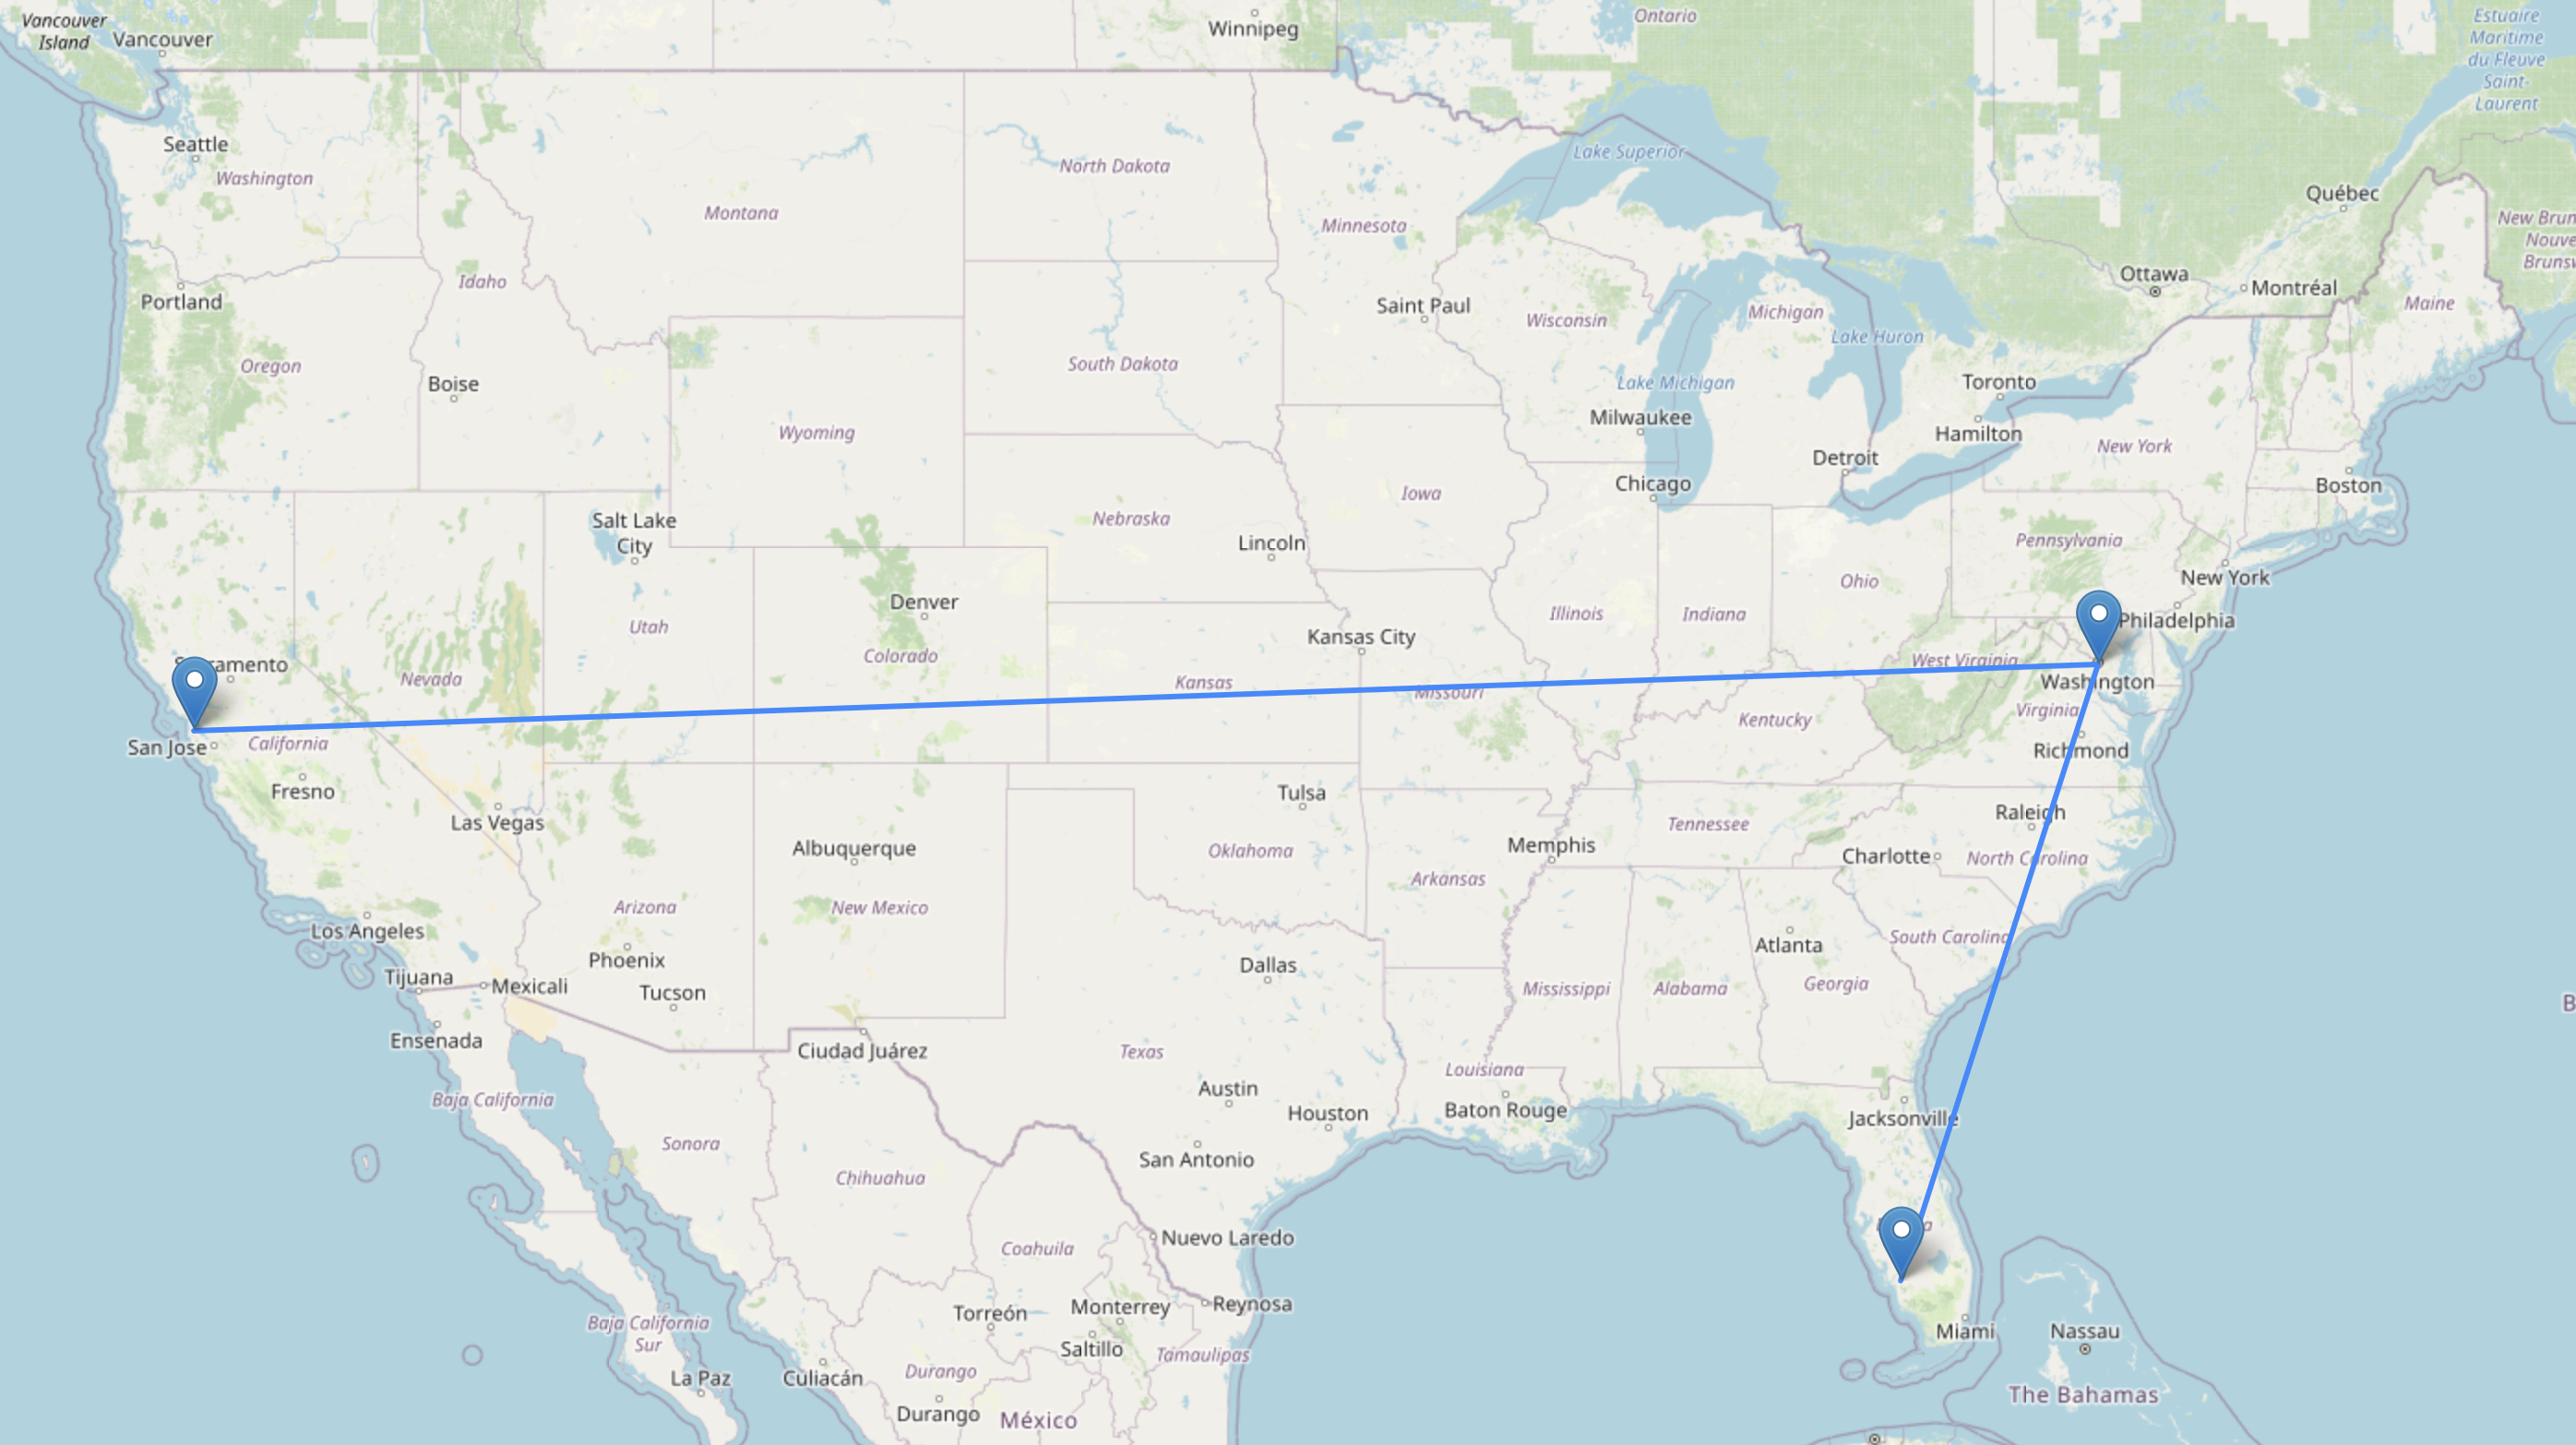 Vancouver
Island
Vancouver
Winnipeg
Ontario
Estuaire
Maritime
du Fleuve
Saint-
Laurent
Seattle
Washington
North Dakota
Lake Superior
Montana
Minnesota
Québec
New Brun
Nouve
Brunsw
Portland
Idaho
Saint Paul
Wisconsin
Michigan
Ottawa
Montréal
Maine
Lake Huron
Oregon
Boise
South Dakota
Lake Michigan
Toronto
Wyoming
Milwaukee
Hamilton
New York
Detroit
Chicago
Boston
Iowa
Salt Lake
City
Nebraska
Lincoln
Pennsylvania
New York
Ohio
Denver
Utah
Illinois
Indiana
Philadelphia
Kansas City
Colorado
Sacramento
Nevada
Kansas
Missouri
West Virginia
Washington
Virginia
Kentucky
San Jose
California
Richmond
Fresno
Las Vegas
Tulsa
Raleigh
Tennessee
Albuquerque
Oklahoma
Memphis
Charlotte
North Carolina
Arkansas
Arizona
New Mexico
Los Angeles
South Carolina
Phoenix
Dallas
Atlanta
Tijuana
Mexicali
Tucson
Mississippi
Alabama
Georgia
B
Ensenada
Ciudad Juárez
Texas
Louisiana
Baja California
Austin
Houston
Baton Rouge
Jacksonville
Sonora
San Antonio
Chihuahua
Nuevo Laredo
Coahuila
Torreón
Monterrey
Reynosa
Baja California
Sur
Saltillo
Tamaulipas
Miami
Nassau
La Paz
Culiacán
Durango
The Bahamas
Durango
México